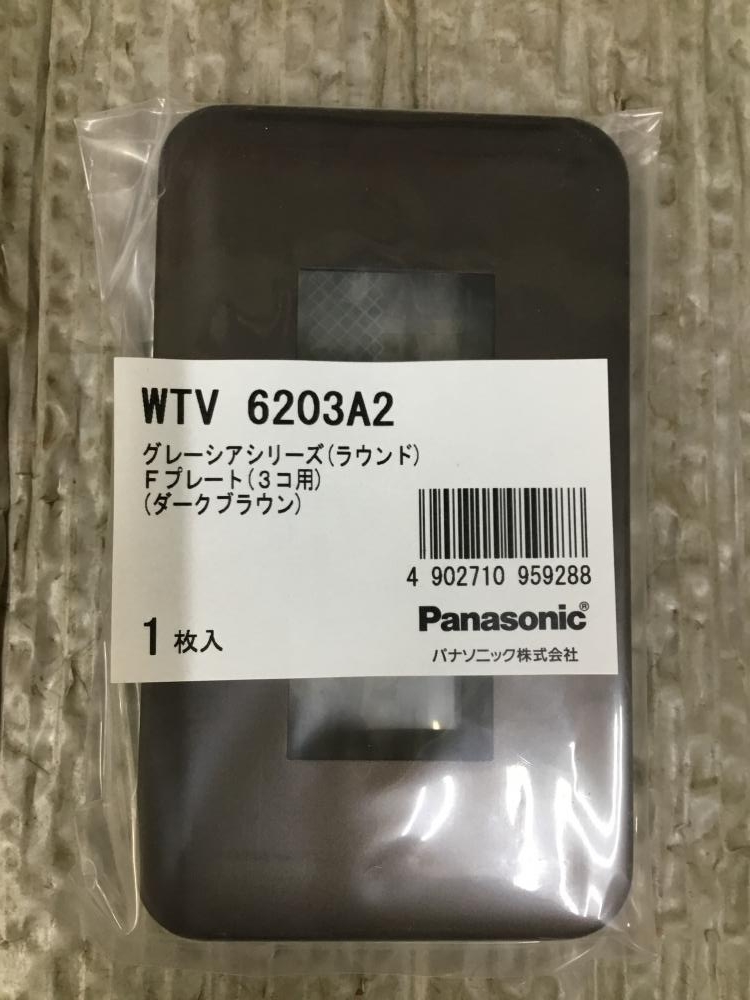 WTV 6203A2
グレーシアシリーズ(ラウンド)
Fプレート(3コ用)
(ダークブラウン)
4 902710 959288
1枚入
Panasonic®
パナソニック株式会社